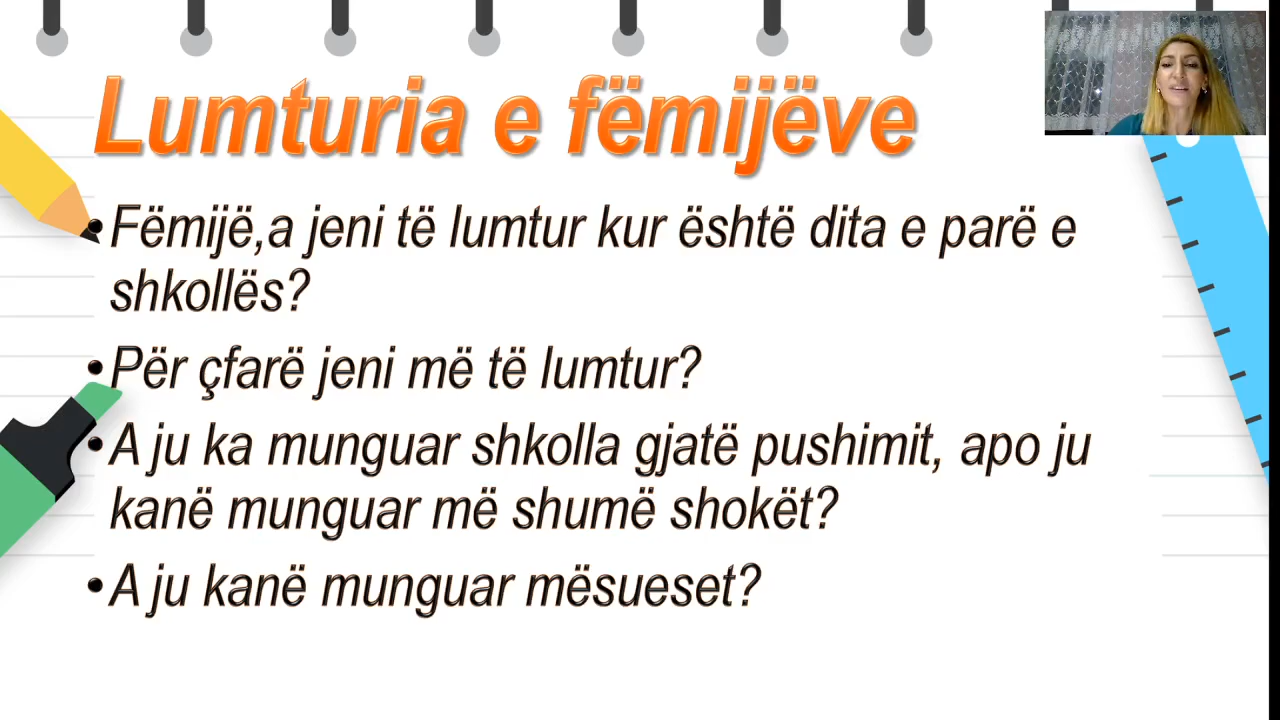 Lumturia e fëmijëve
•Fëmijë,a jeni të lumtur kur është dita e parë e
shkollës?
•Për çfarë jeni më të lumtur?
•A ju ka munguar shkolla gjatë pushimit, apo ju
kanë munguar më shumë shokët?
•A ju kanë munguar mësueset?